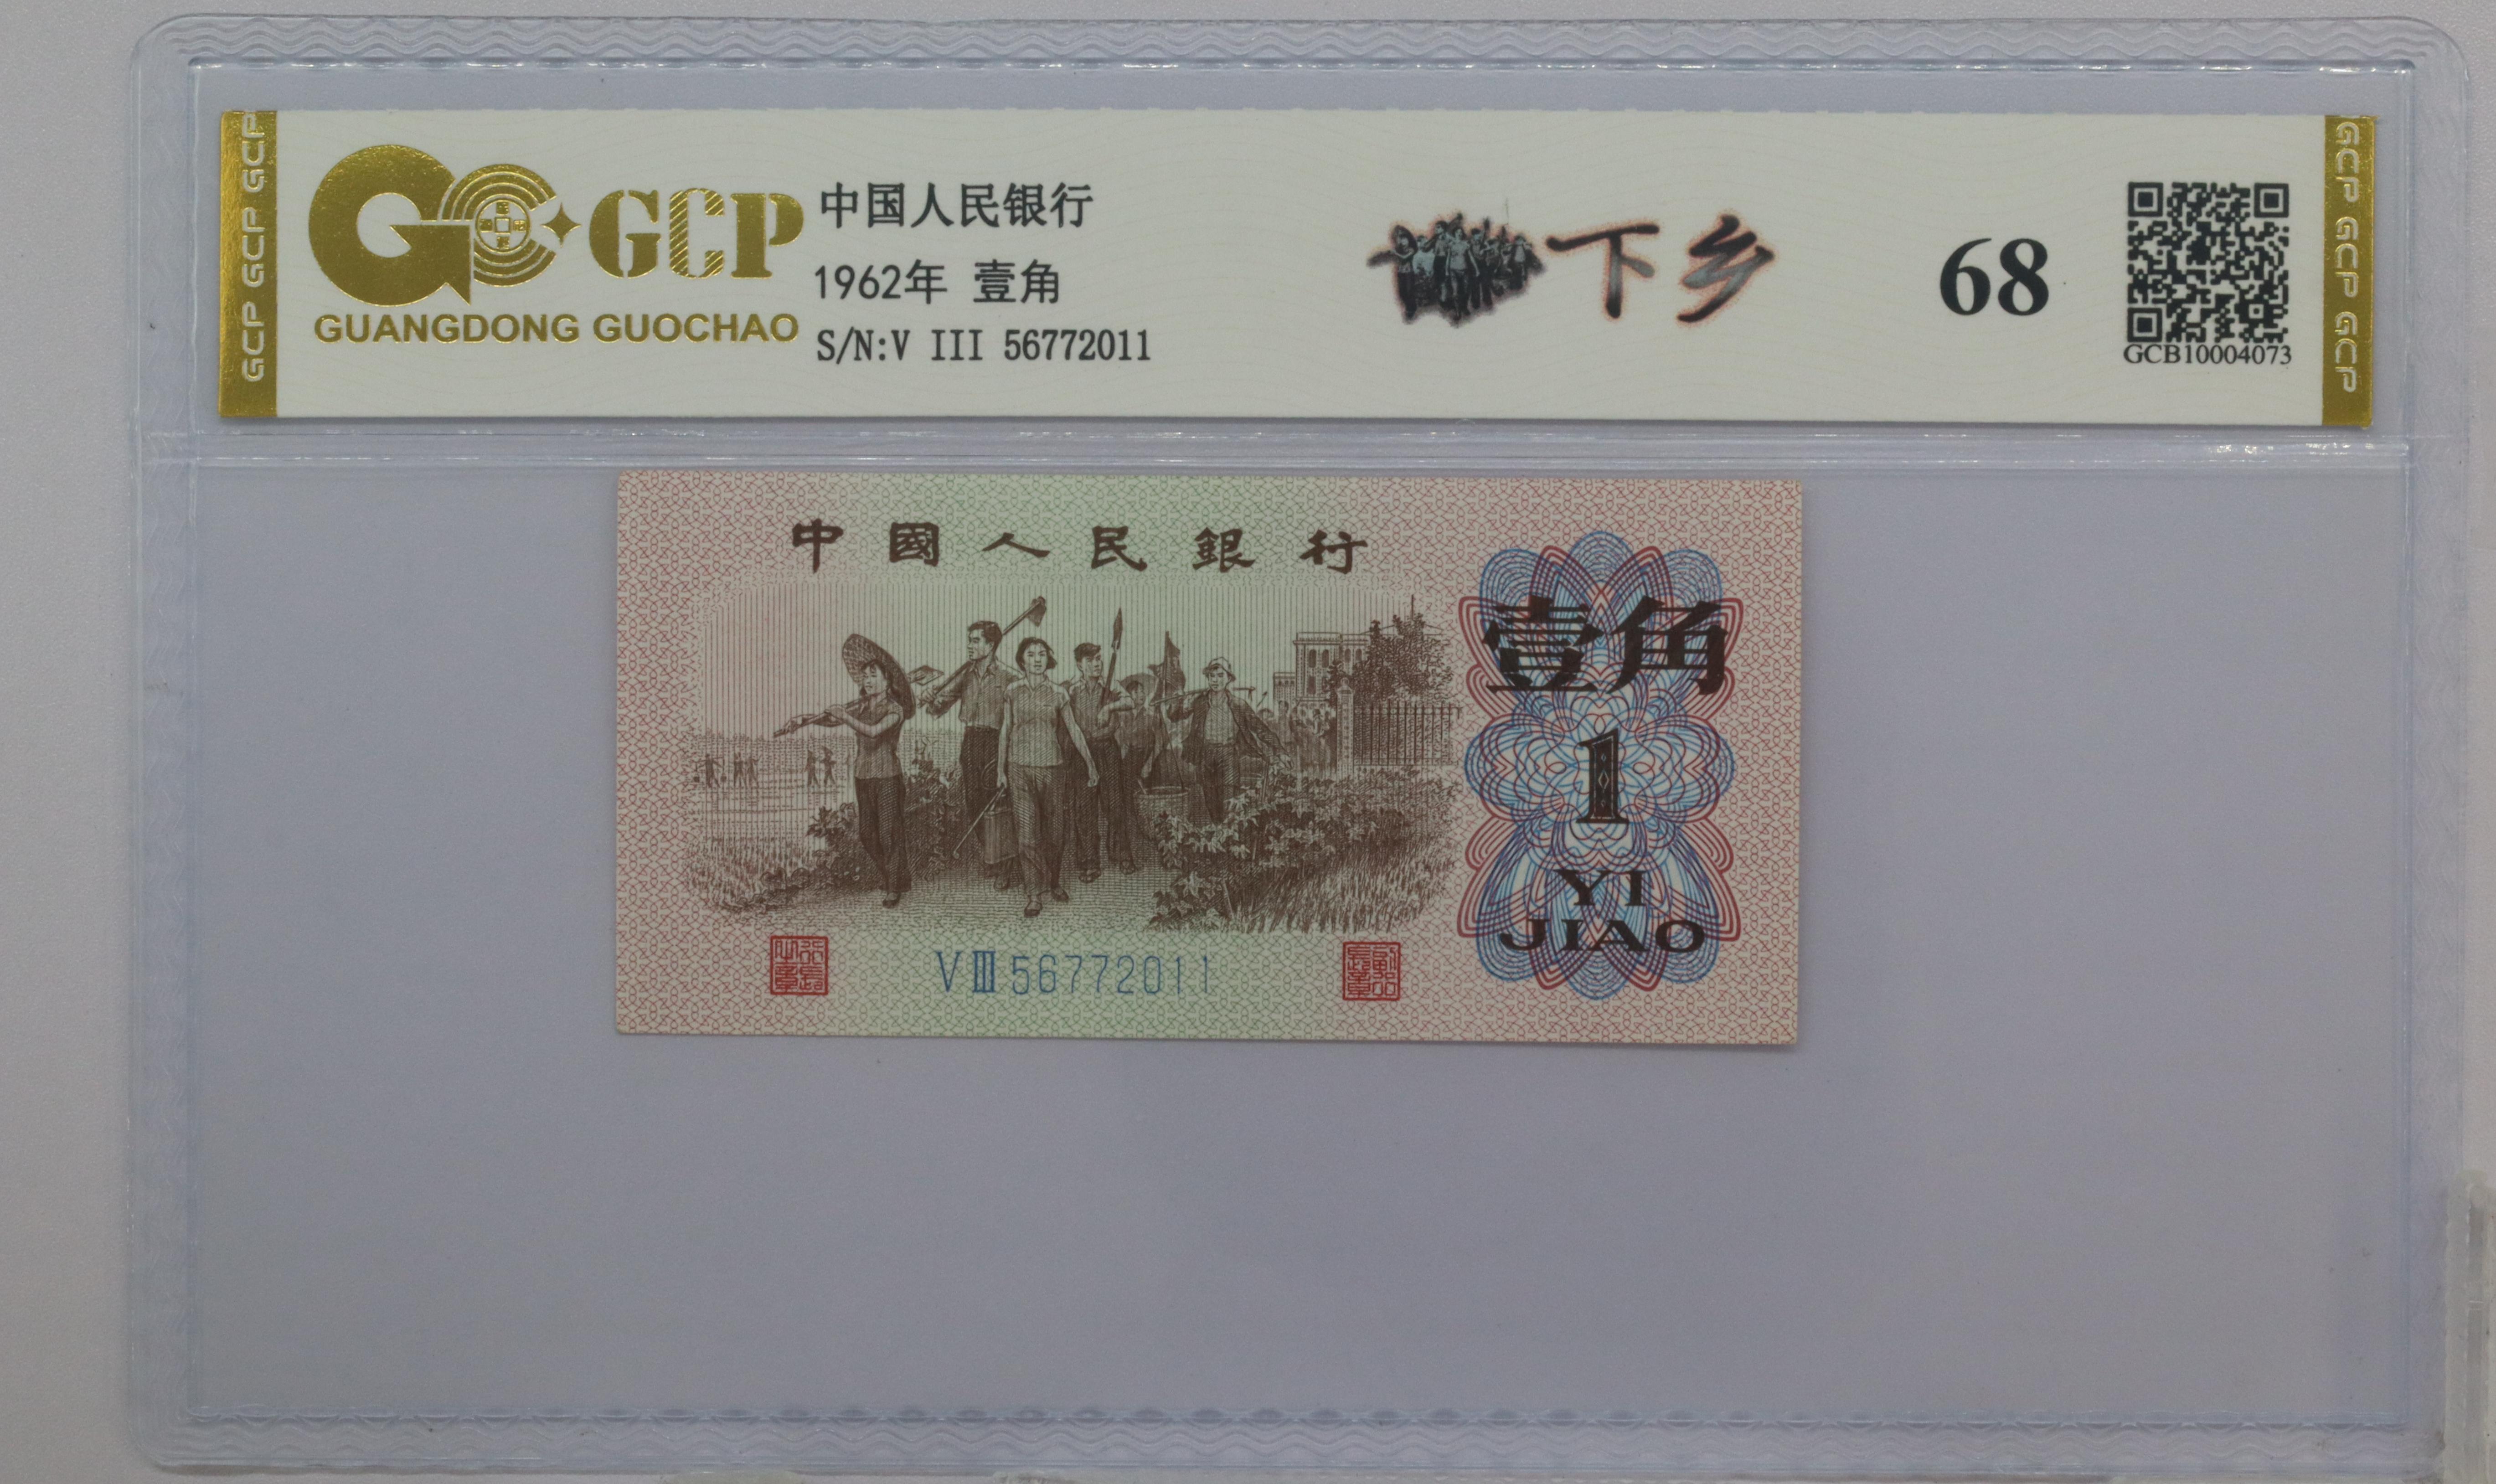 GCP GCP GCP
GCP
GUANGDONG GUOCHAO
中国人民银行
1962年 壹角
S/N:V III 56772011
下乡
68
GCB10004073
GCP GCP GCP
中國人民銀行
壹角
1
YI
JIAO
VⅢ56772011